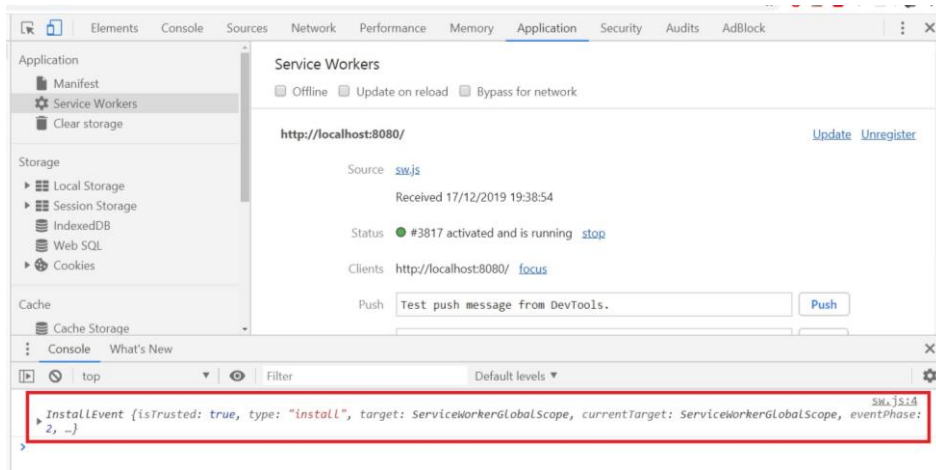 Elements Console Sources Network Performance Memory Application Security Audits AdBlock
Application
Manifest
Service Workers
Clear storage
Storage
Local Storage
Session Storage
IndexedDB
Web SQL
Cookies
Cache
Cache Storage
Service Workers
Offline Update on reload Bypass for network
http://localhost:8080/ Update Unregister
Source sw.js
Received 17/12/2019 19:38:54
Status #3817 activated and is running stop
Clients http://localhost:8080/ focus
Push Test push message from DevTools. Push
Console What's New
top Filter Default levels ▼
sw.js:4
InstallEvent {isTrusted: true, type: "install", target: ServiceWorkerGlobalScope, currentTarget: ServiceWorkerGlobalScope, eventPhase:
2, …}